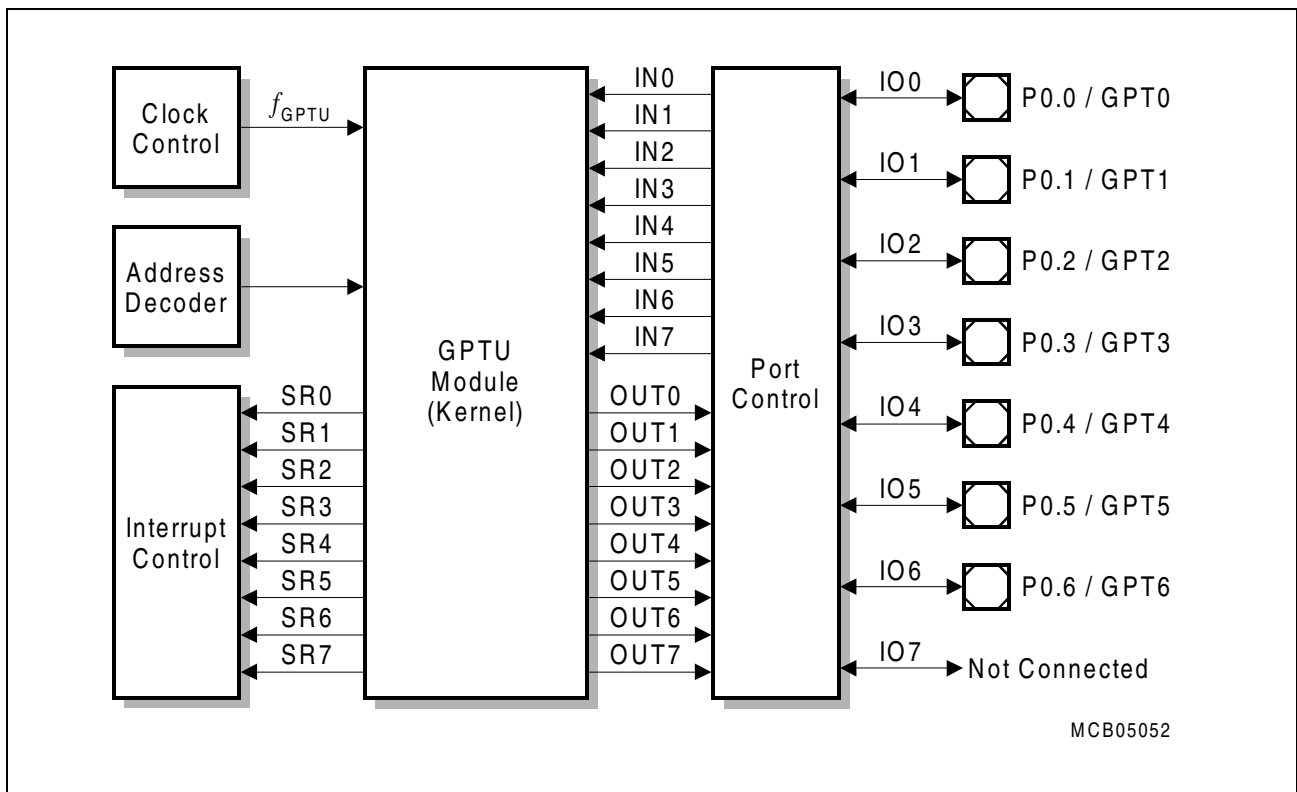 Clock
Control
fGPTU
Address
Decoder
Interrupt
Control
SR0
SR1
SR2
SR3
SR4
SR5
SR6
SR7
GPTU
Module
(Kernel)
IN0
IN1
IN2
IN3
IN4
IN5
IN6
IN7
OUT0
OUT1
OUT2
OUT3
OUT4
OUT5
OUT6
OUT7
Port
Control
IO0
P0.0 / GPT0
IO1
P0.1 / GPT1
IO2
P0.2 / GPT2
IO3
P0.3 / GPT3
IO4
P0.4 / GPT4
IO5
P0.5 / GPT5
IO6
P0.6 / GPT6
IO7
Not Connected
MCB05052